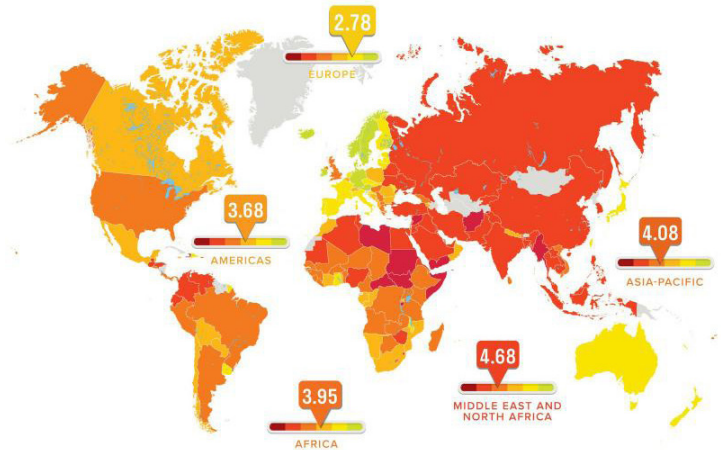 2.78
EUROPE
3.68
AMERICAS
4.08
ASIA-PACIFIC
4.68
MIDDLE EAST AND
NORTH AFRICA
3.95
AFRICA